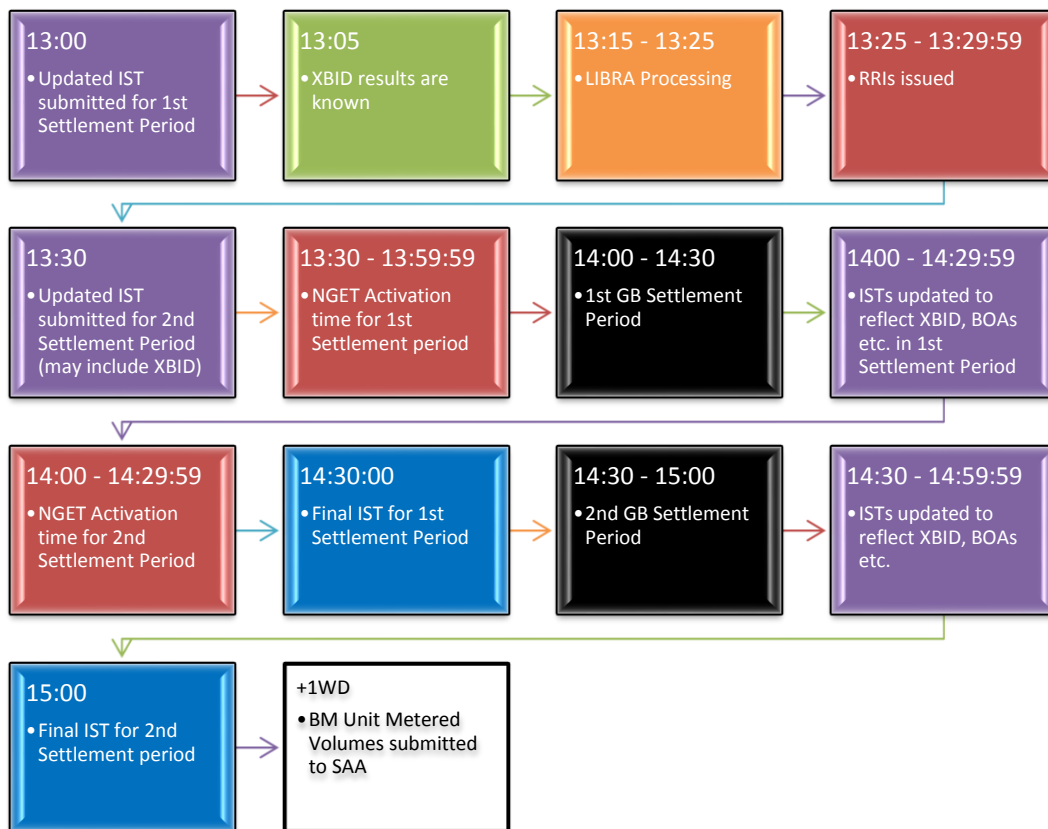 13:00
•Updated IST
submitted for 1st
Settlement Period
13:05
•XBID results are
known
13:15 - 13:25
•LIBRA Processing
13:25 - 13:29:59
•RRIs issued
13:30
•Updated IST
submitted for 2nd
Settlement Period
(may include XBID)
13:30 - 13:59:59
•NGET Activation
time for 1st
Settlement period
14:00 - 14:30
•1st GB Settlement
Period
1400 - 14:29:59
•ISTs updated to
reflect XBID, BOAs
etc. in 1st
Settlement Period
14:00 - 14:29:59
•NGET Activation
time for 2nd
Settlement Period
14:30:00
•Final IST for 1st
Settlement Period
14:30 - 15:00
•2nd GB Settlement
Period
14:30 - 14:59:59
•ISTs updated to
reflect XBID, BOAs
etc.
15:00
•Final IST for 2nd
Settlement period
+1WD
•BM Unit Metered
Volumes submitted
to SAA